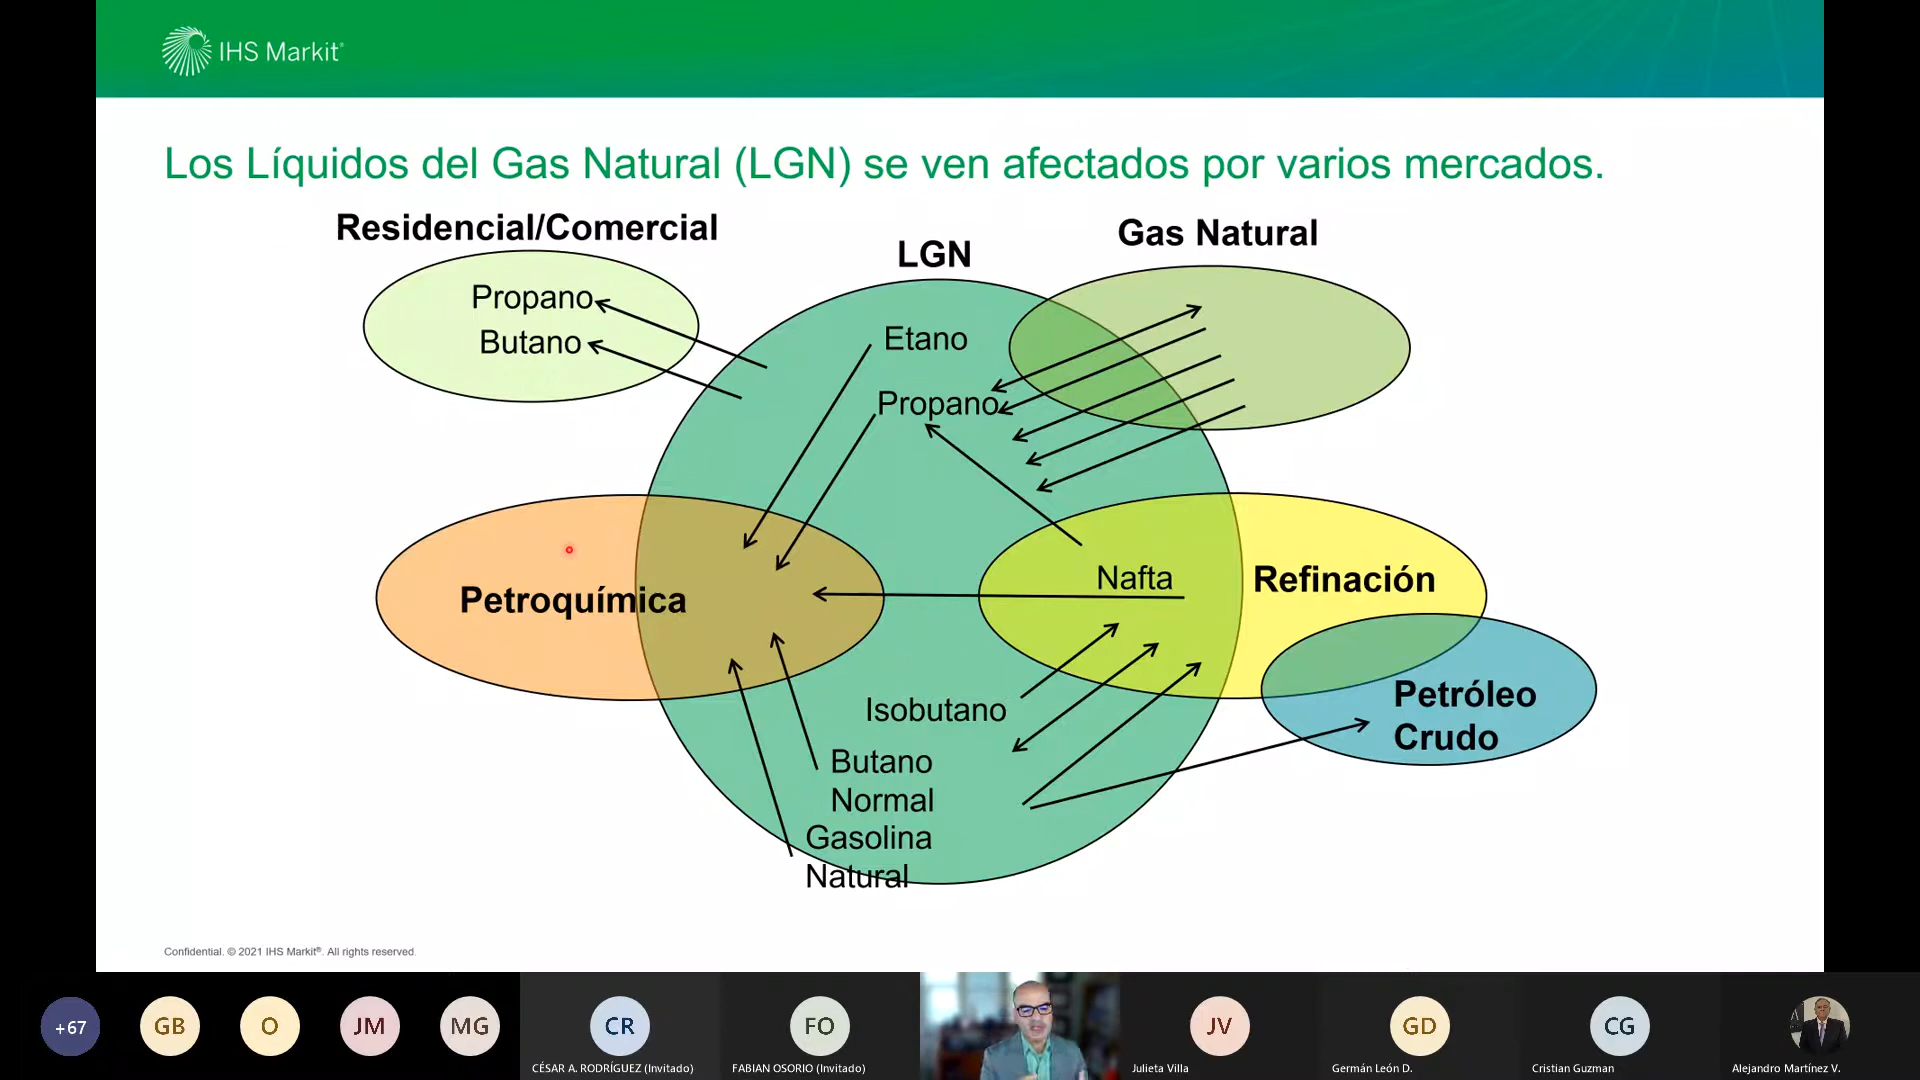 IHS Markit®
Los Líquidos del Gas Natural (LGN) se ven afectados por varios mercados.
Residencial/Comercial
LGN
Gas Natural
Propano
Butano
Etano
Propano
Petroquímica
Nafta
Refinación
Petróleo
Crudo
Isobutano
Butano
Normal
Gasolina
Natural
Confidential. © 2021 IHS Markit®. All rights reserved.
+67
GB
O
JM
MG
CR
FO
JV
GD
CG
CÉSAR A. RODRÍGUEZ (Invitado)
FABIAN OSORIO (Invitado)
Julieta Villa
Germán León D.
Cristian Guzman
Alejandro Martínez V.